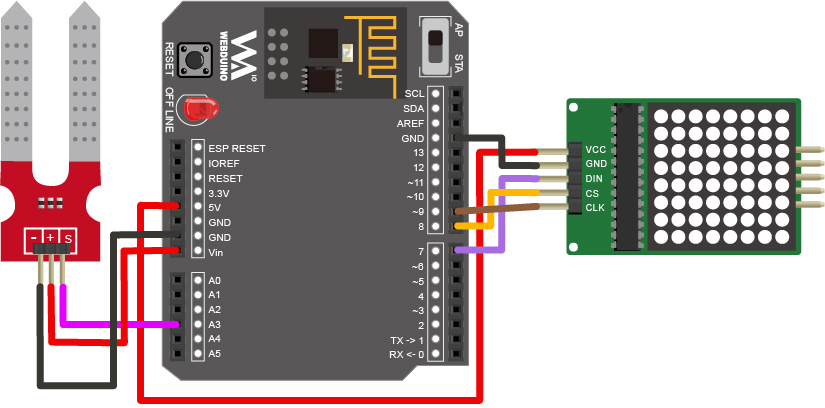 - + S
RESET
WEBDUINO
IO
OFF LINE
AP
STA
ESP RESET
IOREF
RESET
3.3V
5V
GND
GND
Vin
A0
A1
A2
A3
A4
A5
SCL
SDA
AREF
GND
13
12
~11
~10
~9
8
7
~6
~5
4
~3
2
TX -> 1
RX <- 0
VCC
GND
DIN
CS
CLK